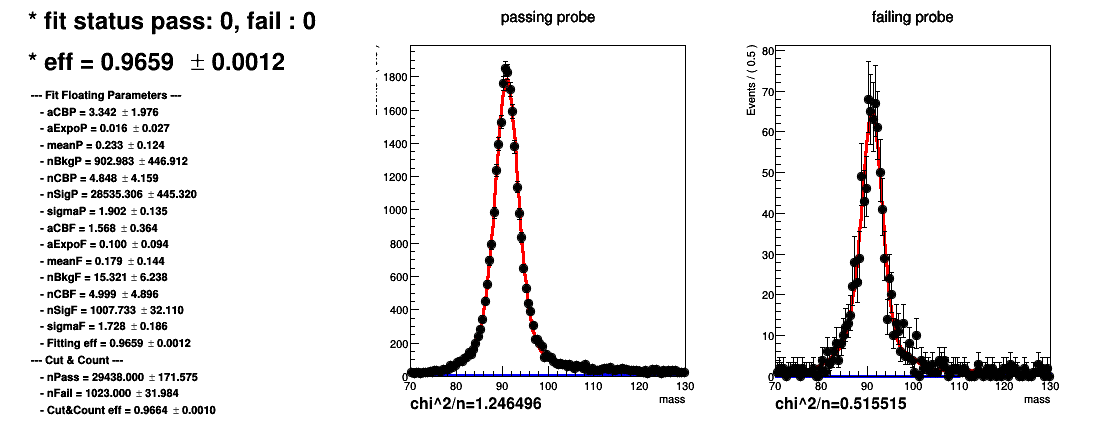 * fit status pass: 0, fail : 0
* eff = 0.9659 ± 0.0012
--- Fit Floating Parameters ---
- aCBP = 3.342 ± 1.976
- aExpoP = 0.016 ± 0.027
- meanP = 0.233 ± 0.124
- nBkgP = 902.983 ± 446.912
- nCBP = 4.848 ± 4.159
- nSigP = 28535.306 ± 445.320
- sigmaP = 1.902 ± 0.135
- aCBF = 1.568 ± 0.364
- aExpoF = 0.100 ± 0.094
- meanF = 0.179 ± 0.144
- nBkgF = 15.321 ± 6.238
- nCBF = 4.999 ± 4.896
- nSigF = 1007.733 ± 32.110
- sigmaF = 1.728 ± 0.186
- Fitting eff = 0.9659 ± 0.0012
--- Cut & Count ---
- nPass = 29438.000 ± 171.575
- nFail = 1023.000 ± 31.984
- Cut&Count eff = 0.9664 ± 0.0010
passing probe
1800
1600
1400
1200
1000
800
600
400
200
0
70 80 90 100 110 120 130
mass
chi^2/n=1.246496
failing probe
Events / ( 0.5 )
80
70
60
50
40
30
20
10
0
70 80 90 100 110 120 130
mass
chi^2/n=0.515515